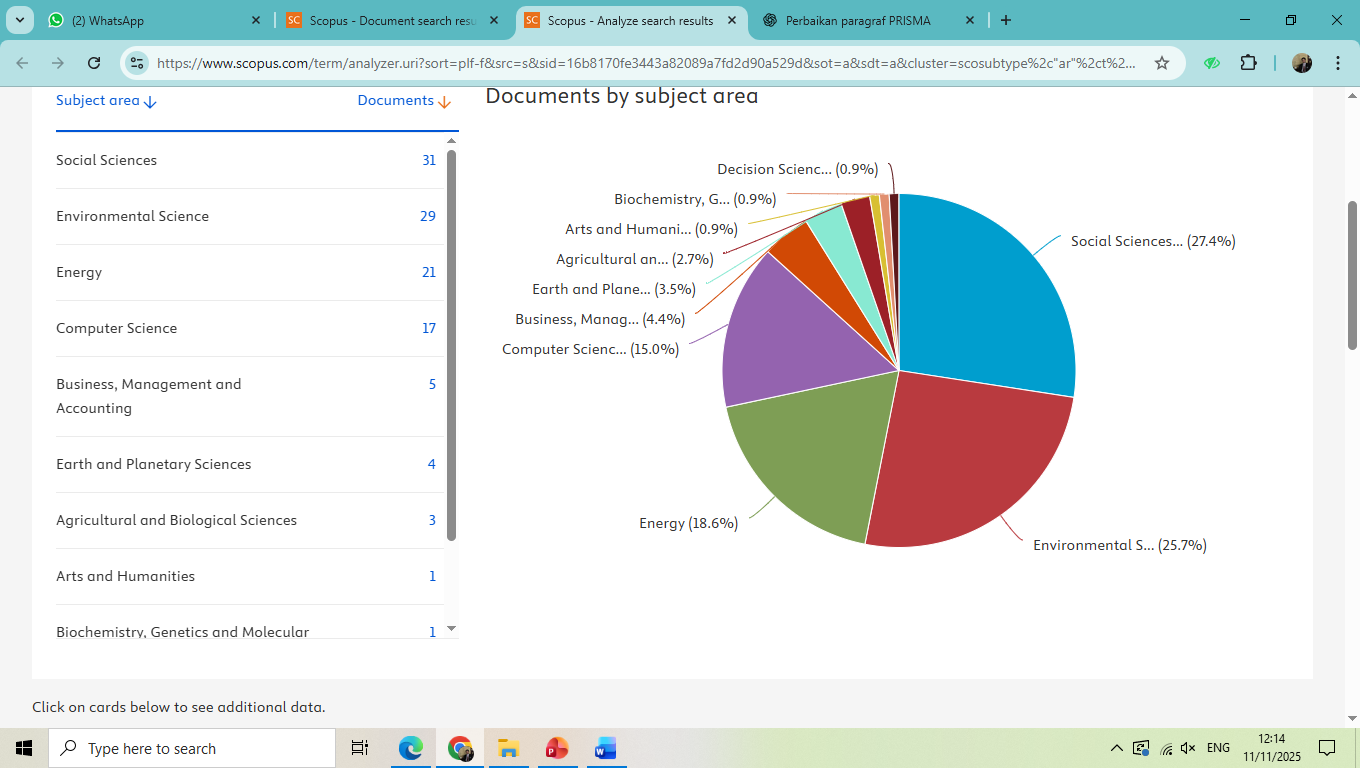 (2) WhatsApp
SC Scopus - Document search resu
SC Scopus - Analyze search results
Perbaikan paragraf PRISMA
https://www.scopus.com/term/analyzer.uri?sort=plf-f&src=s&sid=16b8170fe3443a82089a7fd2d90a529d&sot=a&sdt=a&cluster=scosubtype%2c"ar"%2ct%2...
Subject area Documents
Social Sciences 31
Environmental Science 29
Energy 21
Computer Science 17
Business, Management and 5
Accounting
Earth and Planetary Sciences 4
Agricultural and Biological Sciences 3
Arts and Humanities 1
Biochemistry, Genetics and Molecular 1
Documents by subject area
Decision Scienc... (0.9%)
Biochemistry, G... (0.9%)
Arts and Humani... (0.9%)
Agricultural an... (2.7%)
Earth and Plane... (3.5%)
Business, Manag... (4.4%)
Computer Scienc... (15.0%)
Social Sciences... (27.4%)
Energy (18.6%)
Environmental S... (25.7%)
Click on cards below to see additional data.
Type here to search
ENG
12:14
11/11/2025